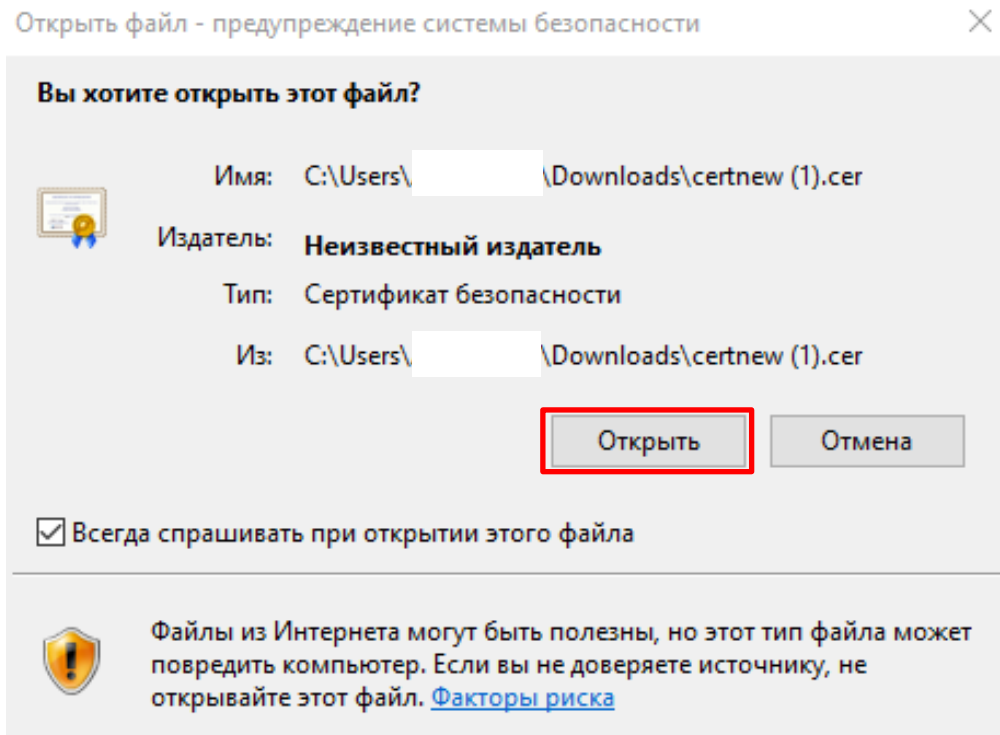 Открыть файл - предупреждение системы безопасности
Вы хотите открыть этот файл?
Имя: C:\Users\ \Downloads\certnew (1).cer
Издатель: Неизвестный издатель
Тип: Сертификат безопасности
Из: C:\Users\ \Downloads\certnew (1).cer
Открыть Отмена
Всегда спрашивать при открытии этого файла
Файлы из Интернета могут быть полезны, но этот тип файла может
повредить компьютер. Если вы не доверяете источнику, не
открывайте этот файл. Факторы риска